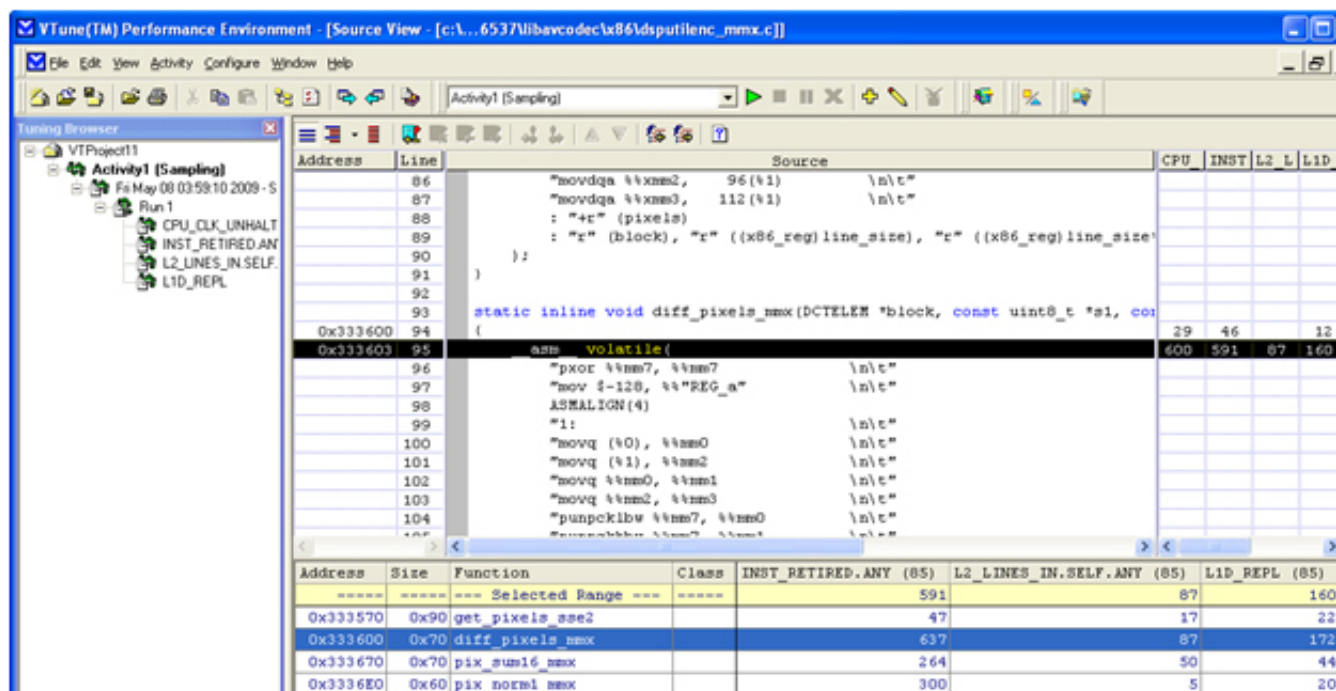 VTune(TM) Performance Environment - [Source View - [c:\...6537\libavcodec\x86\dsputilenc_mmx.c]]
File Edit View Activity Configure Window Help
Activity1 (Sampling)
Tuning Browser
VTProject11
Activity1 (Sampling)
Fri May 08 03:59:10 2009 - S
Run 1
CPU_CLK_UNHALT
INST_RETIRED.ANY
L2_LINES_IN.SELF.
L1D_REPL
Address Line Source CPU_ INST L2_L L1D_
86 "movdqa %%xmm2, 96(%1) \n\t"
87 "movdqa %%xmm3, 112(%1) \n\t"
88 : "+r" (pixels)
89 : "r" (block), "r" ((x86_reg)line_size), "r" ((x86_reg)line_size*
90 );
91 }
92
93 static inline void diff_pixels_mmx(DCTELEM *block, const uint8_t *s1, con
0x333600 94 { 29 46 12
0x333603 95 __asm__ volatile( 600 591 87 160
96 "pxor %%mm7, %%mm7 \n\t"
97 "mov $-128, %%"REG_a" \n\t"
98 ASMALIGN(4)
99 "1: \n\t"
100 "movq (%0), %%mm0 \n\t"
101 "movq (%1), %%mm2 \n\t"
102 "movq %%mm0, %%mm1 \n\t"
103 "movq %%mm2, %%mm3 \n\t"
104 "punpcklbw %%mm7, %%mm0 \n\t"
105 "punpckhbw %%mm7, %%mm1 \n\t"
Address Size Function Class INST_RETIRED.ANY (85) L2_LINES_IN.SELF.ANY (85) L1D_REPL (85)
----- ----- --- Selected Range --- ----- 591 87 160
0x333570 0x90 get_pixels_sse2 47 17 22
0x333600 0x70 diff_pixels_mmx 637 87 172
0x333670 0x70 pix_sum16_mmx 264 50 44
0x3336E0 0x60 pix_norm1_mmx 300 5 20